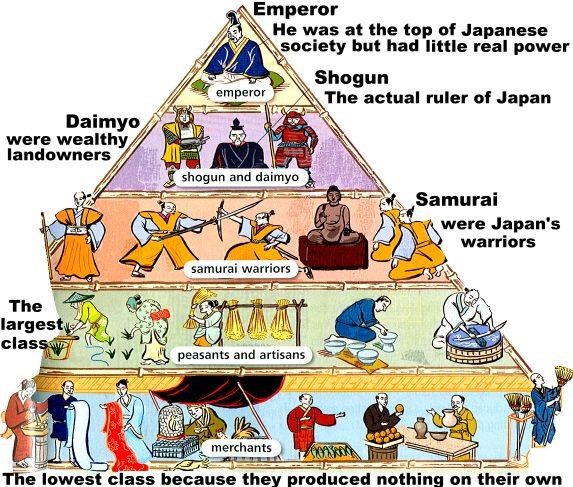 Emperor
He was at the top of Japanese
society but had little real power
emperor
Shogun
The actual ruler of Japan
Daimyo
were wealthy
landowners
shogun and daimyo
Samurai
were Japan's
warriors
samurai warriors
The
largest
class
peasants and artisans
merchants
The lowest class because they produced nothing on their own